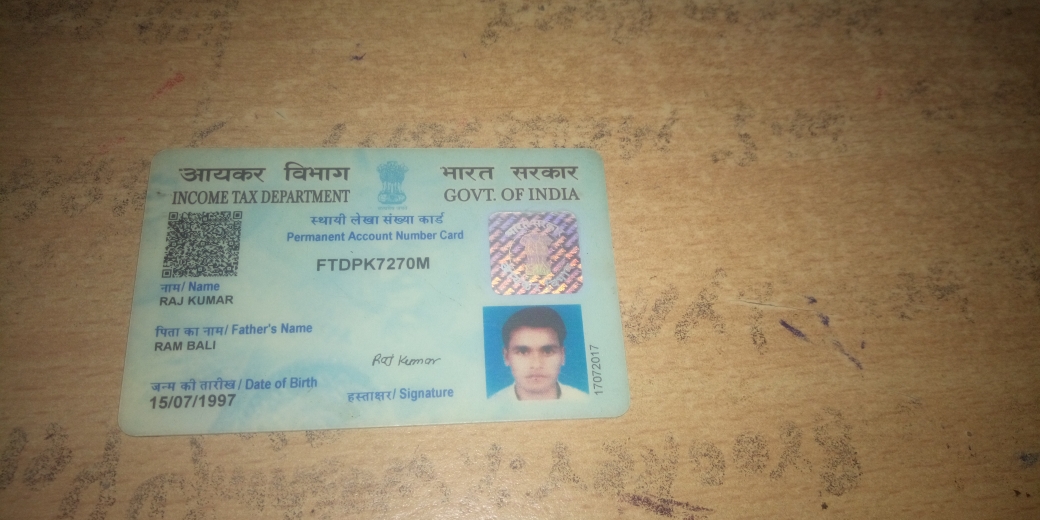 आयकर विभाग
INCOME TAX DEPARTMENT
भारत सरकार
GOVT. OF INDIA
स्थायी लेखा संख्या कार्ड
Permanent Account Number Card
FTDPK7270M
नाम/ Name
RAJ KUMAR
पिता का नाम/ Father's Name
RAM BALI
जन्म की तारीख/ Date of Birth
15/07/1997
Raj Kumar
हस्ताक्षर/ Signature
17072017